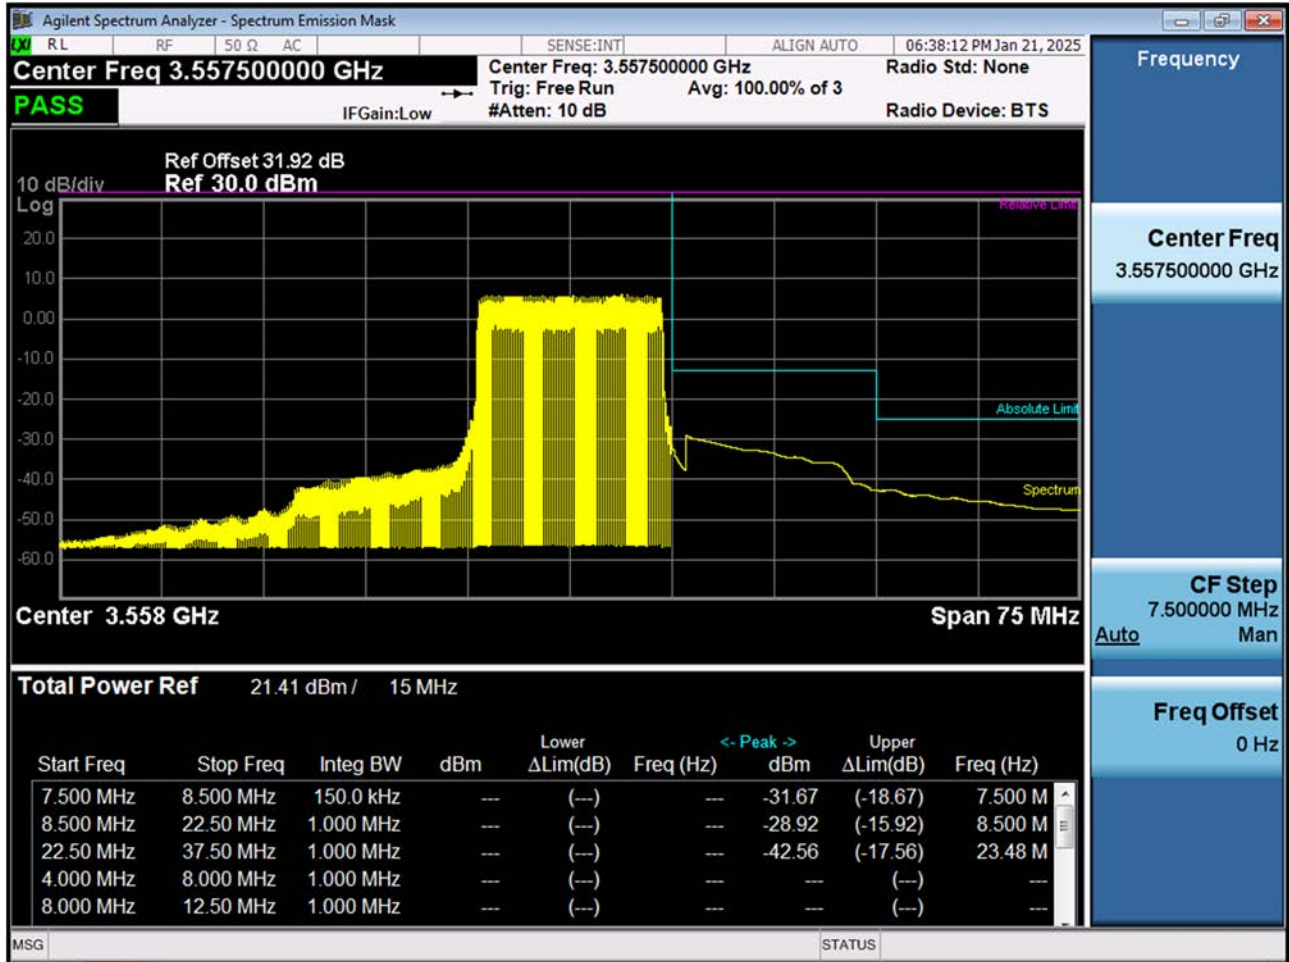 Agilent Spectrum Analyzer - Spectrum Emission Mask
LXI RL RF 50 Ω AC SENSE:INT ALIGN AUTO 06:38:12 PM Jan 21, 2025
Center Freq 3.557500000 GHz
Center Freq: 3.557500000 GHz
Radio Std: None
Trig: Free Run
Avg: 100.00% of 3
PASS
IFGain:Low
#Atten: 10 dB
Radio Device: BTS
Ref Offset 31.92 dB
10 dB/div
Ref 30.0 dBm
Log
Relative Limit
20.0
10.0
0.00
-10.0
-20.0
Absolute Limit
-30.0
-40.0
Spectrum
-50.0
-60.0
Center 3.558 GHz
Span 75 MHz
Total Power Ref 21.41 dBm / 15 MHz
Lower <- Peak -> Upper
Start Freq Stop Freq Integ BW dBm ΔLim(dB) Freq (Hz) dBm ΔLim(dB) Freq (Hz)
7.500 MHz 8.500 MHz 150.0 kHz --- (---) --- -31.67 (-18.67) 7.500 M
8.500 MHz 22.50 MHz 1.000 MHz --- (---) --- -28.92 (-15.92) 8.500 M
22.50 MHz 37.50 MHz 1.000 MHz --- (---) --- -42.56 (-17.56) 23.48 M
4.000 MHz 8.000 MHz 1.000 MHz --- (---) --- --- (---) ---
8.000 MHz 12.50 MHz 1.000 MHz --- (---) --- --- (---) ---
MSG STATUS
Frequency
Center Freq
3.557500000 GHz
CF Step
7.500000 MHz
Auto Man
Freq Offset
0 Hz